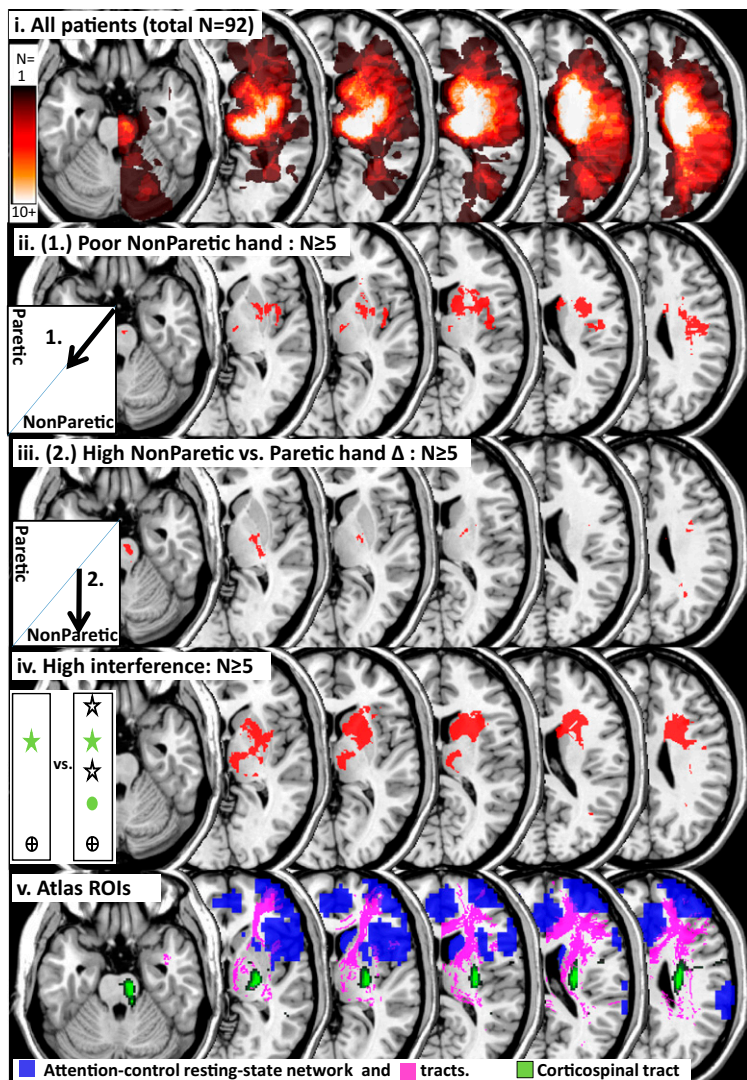 i. All patients (total N=92)
N=
1
10+
ii. (1.) Poor NonParetic hand : N≥5
Paretic
1.
NonParetic
iii. (2.) High NonParetic vs. Paretic hand Δ : N≥5
Paretic
2.
NonParetic
iv. High interference: N≥5
vs.
v. Atlas ROIs
Attention-control resting-state network and tracts. Corticospinal tract